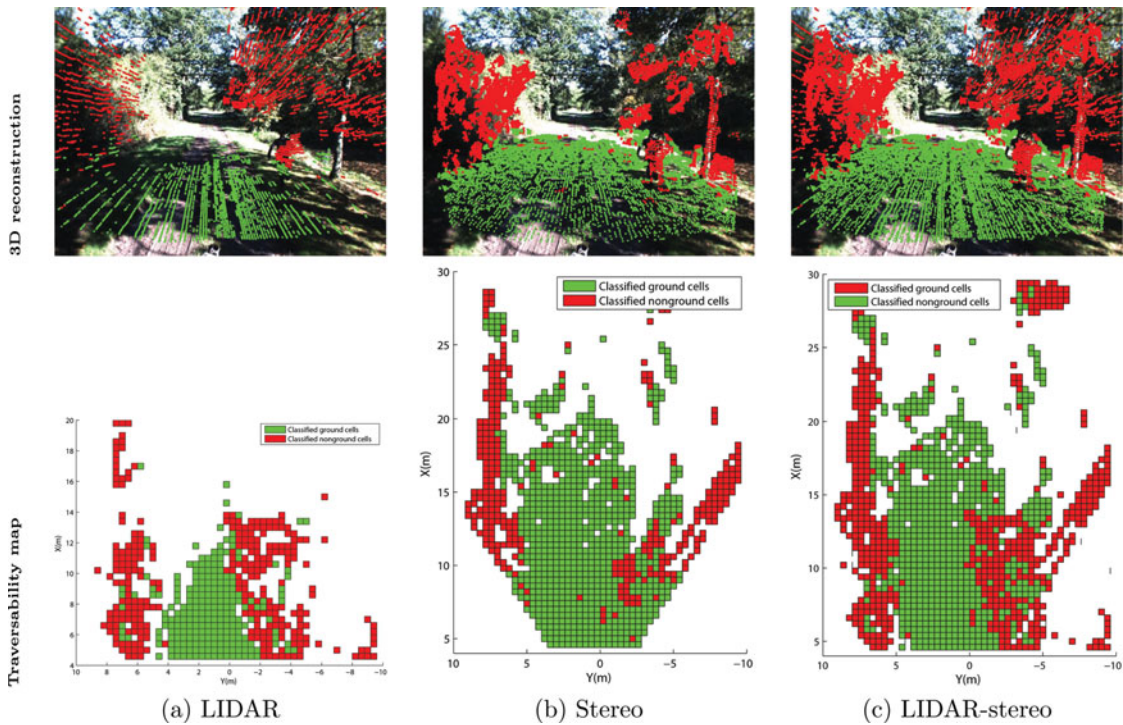 3D reconstruction
30
Classified ground cells
Classified nonground cells
25
20
15
10
5
X(m)
10 5 0 -5 -10
Y(m)
30
Classified ground cells
Classified nonground cells
25
20
15
10
5
X(m)
10 5 0 -5 -10
Y(m)
Traversability map
20
Classified ground cells
Classified nonground cells
18
16
14
12
10
8
6
4
X(m)
10 8 6 4 2 0 -2 -4 -6 -8 -10
Y(m)
(a) LIDAR
(b) Stereo
(c) LIDAR-stereo